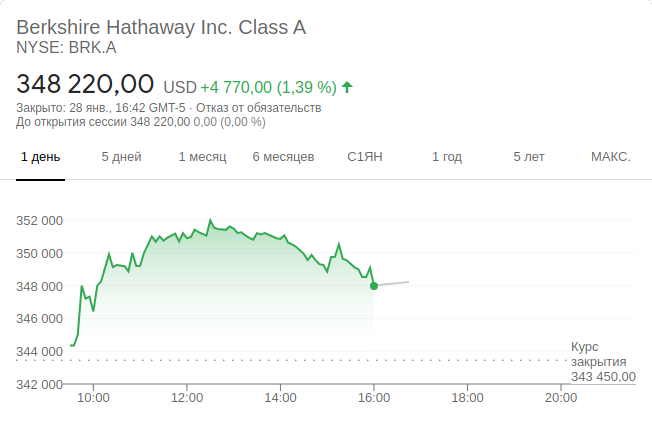 Berkshire Hathaway Inc. Class A
NYSE: BRK.A
348 220,00 USD +4 770,00 (1,39 %)
Закрыто: 28 янв., 16:42 GMT-5 · Отказ от обязательств
До открытия сессии 348 220,00 0,00 (0,00 %)
1 день 5 дней 1 месяц 6 месяцев С1ЯН 1 год 5 лет МАКС.
352 000
350 000
348 000
346 000
344 000
342 000
Курс
закрытия
343 450,00
10:00 12:00 14:00 16:00 18:00 20:00